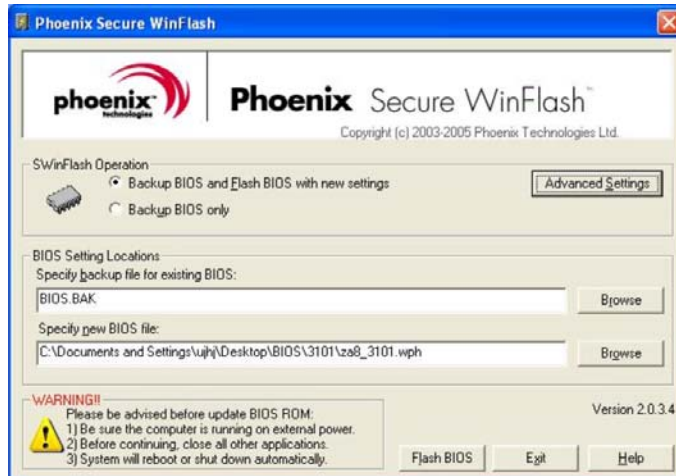 Phoenix Secure WinFlash
phoenix™
technologies
Phoenix Secure WinFlash™
Copyright (c) 2003-2005 Phoenix Technologies Ltd.
SWinFlash Operation
Backup BIOS and Flash BIOS with new settings
Advanced Settings
Backup BIOS only
BIOS Setting Locations
Specify backup file for existing BIOS:
BIOS.BAK
Browse
Specify new BIOS file:
C:\Documents and Settings\ujhj\Desktop\BIOS\3101\za8_3101.wph
Browse
WARNING!!
Please be advised before update BIOS ROM:
1) Be sure the computer is running on external power.
2) Before continuing, close all other applications.
3) System will reboot or shut down automatically.
Version 2.0.3.4
Flash BIOS
Exit
Help